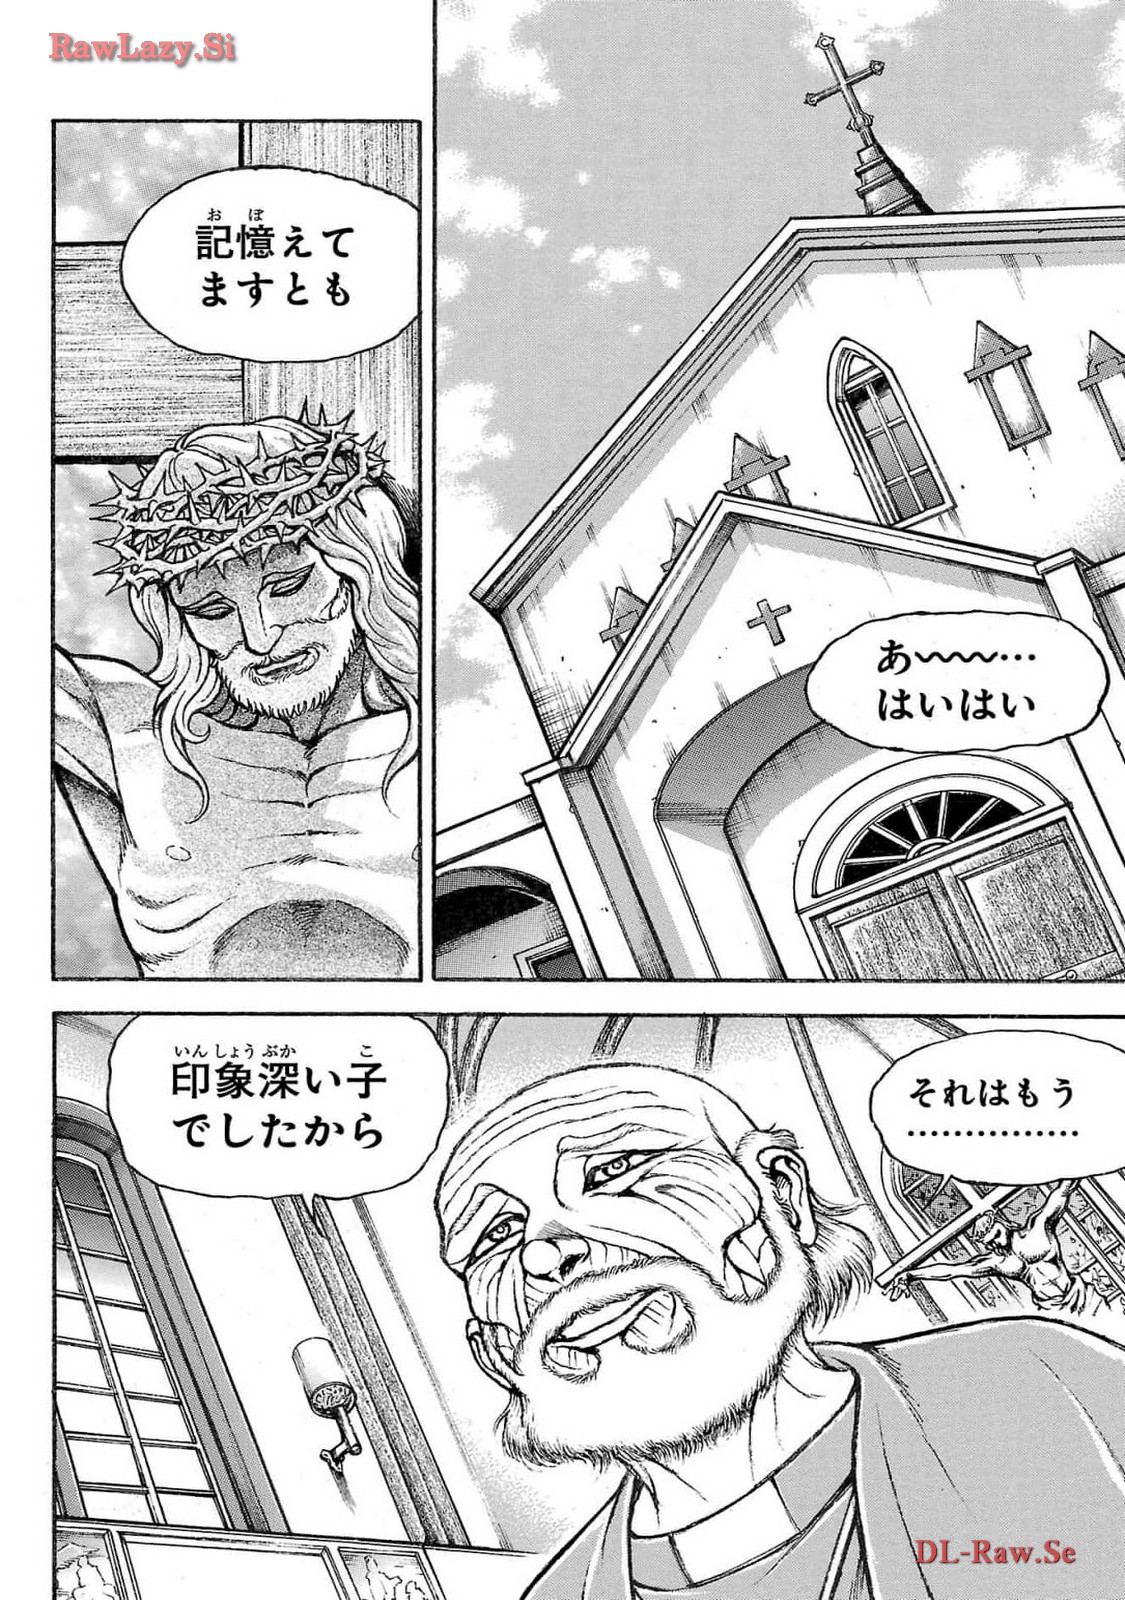 RawLazy.Si
あ〜〜〜…
はいはい
おぼ
記憶えて
ますとも
それはもう
……………
いんしょうぶか こ
印象深い子
でしたから
DL-Raw.Se